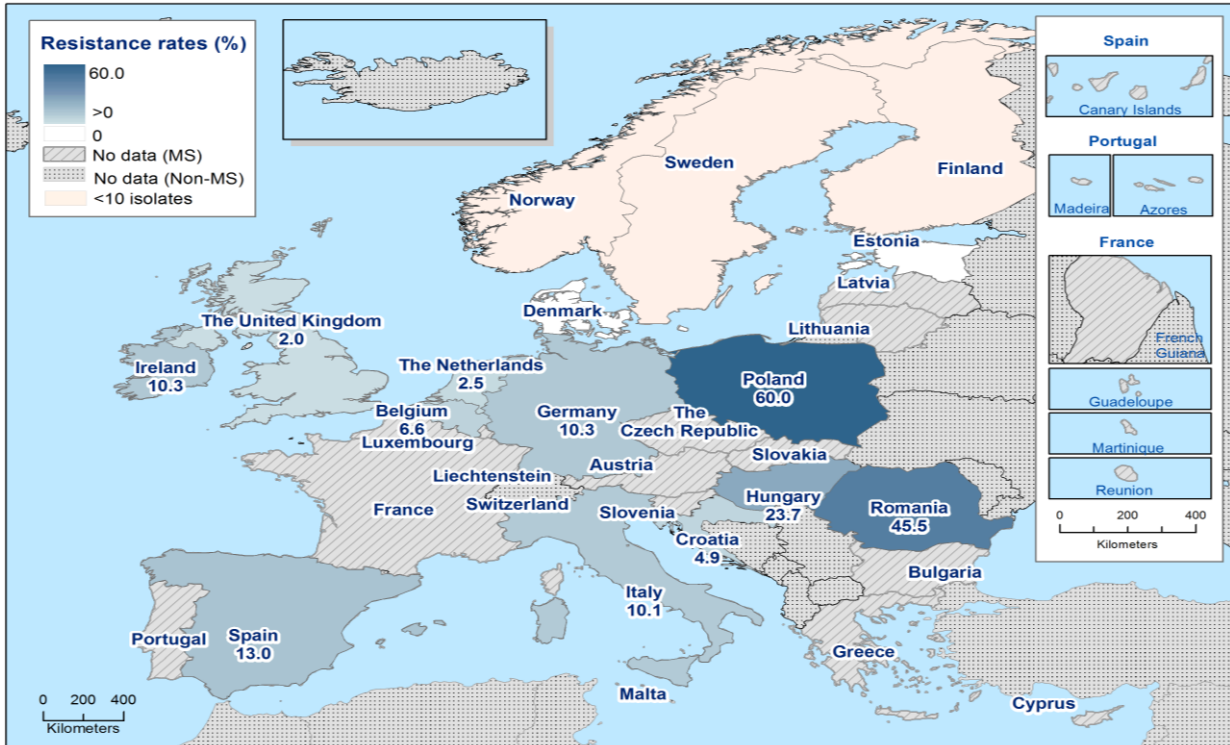 Resistance rates (%)
60.0
>0
0
No data (MS)
No data (Non-MS)
<10 isolates
Spain
Canary Islands
Portugal
Madeira
Azores
France
French
Guiana
Guadeloupe
Martinique
Reunion
0 200 400
Kilometers
Sweden
Finland
Norway
Estonia
Latvia
Denmark
Lithuania
The United Kingdom
2.0
Ireland
10.3
The Netherlands
2.5
Poland
60.0
Belgium
6.6
Luxembourg
Germany
10.3
The
Czech Republic
Slovakia
Liechtenstein
Austria
Switzerland
France
Slovenia
Hungary
23.7
Romania
45.5
Croatia
4.9
Bulgaria
Italy
10.1
Portugal
Spain
13.0
Greece
Malta
Cyprus
0 200 400
Kilometers